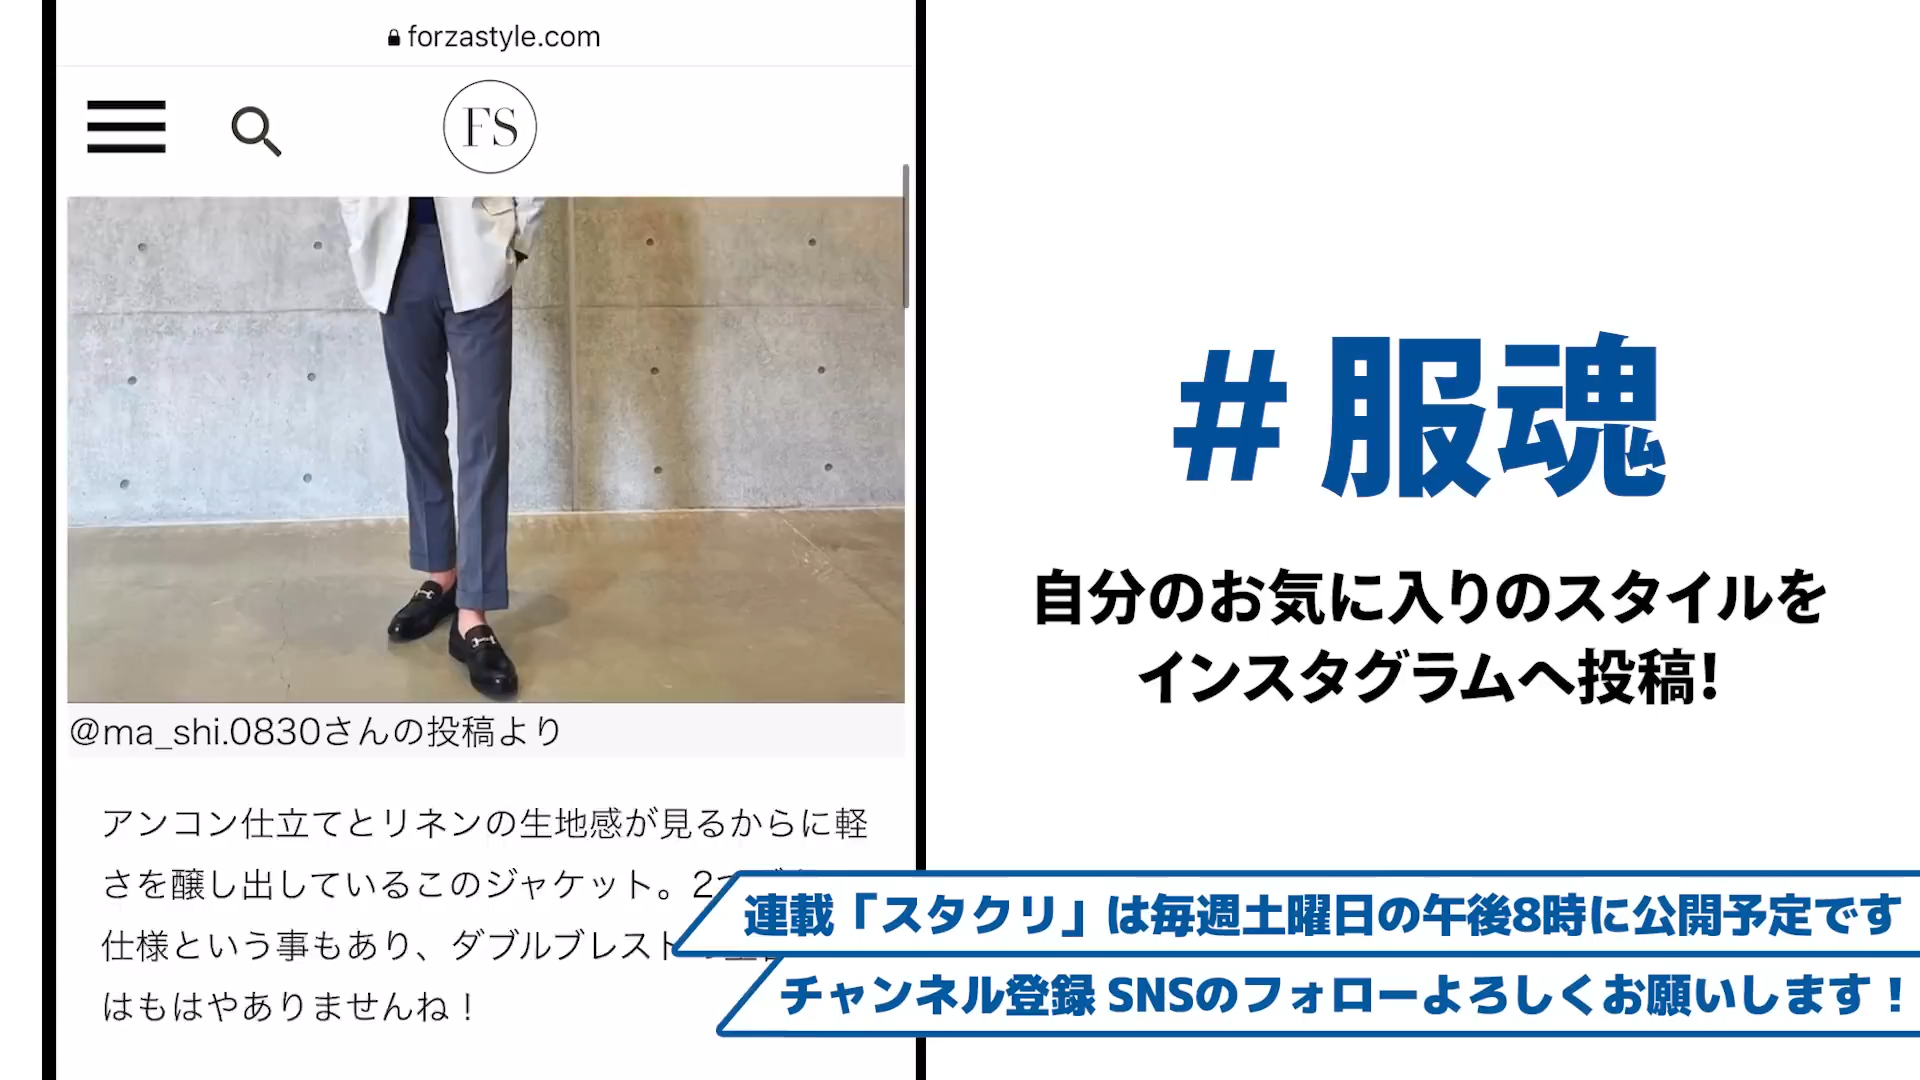 forzastyle.com
FS
@ma_shi.0830さんの投稿より
アンコン仕立てとリネンの生地感が見るからに軽
さを醸し出しているこのジャケット。2
仕様という事もあり、ダブルブレスト
はもはやありませんね！
#服魂
自分のお気に入りのスタイルを
インスタグラムへ投稿!
連載「スタクリ」は毎週土曜日の午後8時に公開予定です
チャンネル登録 SNSのフォローよろしくお願いします！